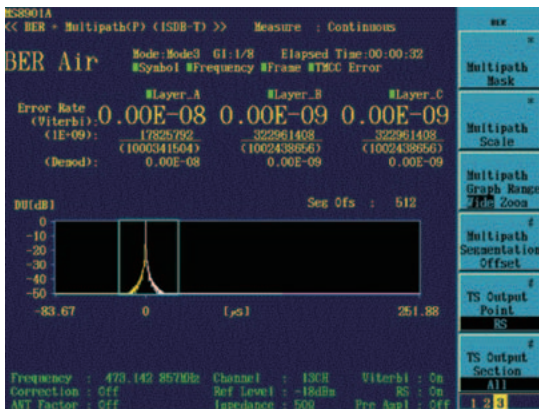 MS8901A
<< BER - Multipath(P) (ISDB-T) >> Measure : Continuous
BER Air Mode:Mode3 GI:1/8 Elapsed Time:00:00:32
Symbol Frequency Frame TMCC Error
Layer_A Layer_B Layer_C
Error Rate
(Viterbi): 0.00E-08 0.00E-09 0.00E-09
(1E+09): 17825792 322961408 322961408
(1000341504) (1002438656) (1002438656)
(Demod): 0.00E-08 0.00E-09 0.00E-09
DU[dB] Seg Ofs : 512
0
-10
-20
-30
-40
-50
-83.67 0 [μs] 251.88
Frequency : 473.142 857MHz Channel : 13CH Viterbi : On
Correction : Off Ref Level : -18dBm RS : On
ANT Factor : Off Impedance : 50Ω Pre Ampl : Off
BER
*
Multipath
Mask
*
Multipath
Scale
Multipath
Graph Range
Wide Zoom
#
Multipath
Segmentation
Offset
#
TS Output
Point
RS
#
TS Output
Section
All
1 2 3